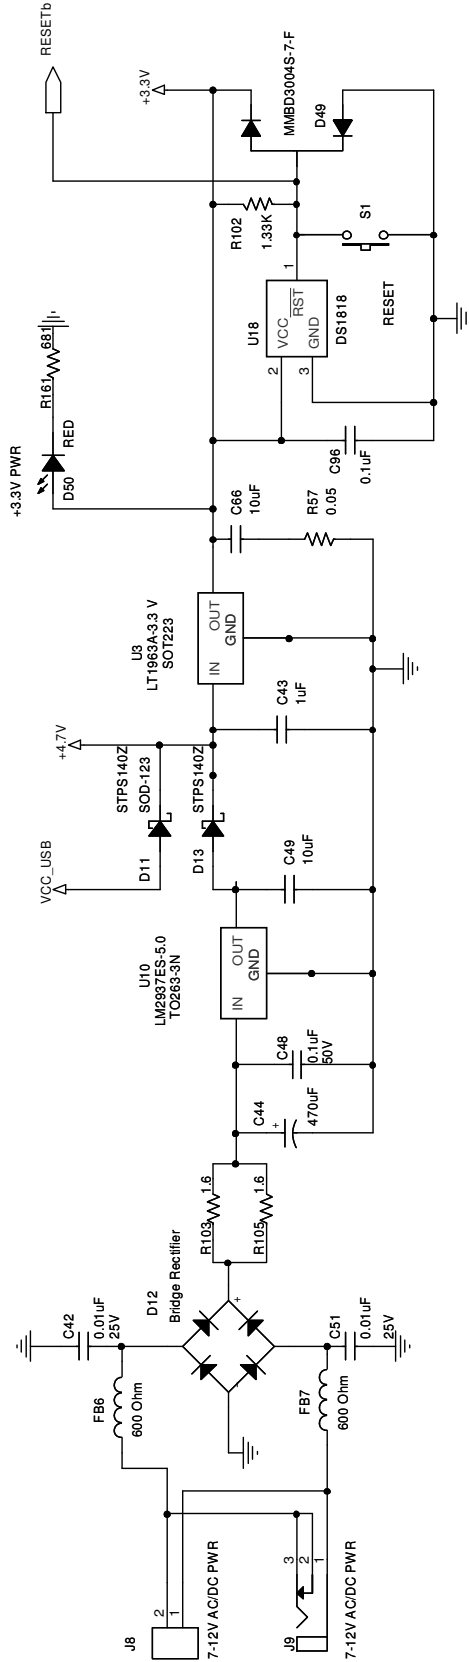 J8
2
1
7-12V AC/DC PWR
J9
3
2
1
7-12V AC/DC PWR
FB6
600 Ohm
FB7
600 Ohm
C42
0.01uF
25V
C51
0.01uF
25V
D12
Bridge Rectifier
+
-
R103
1.6
R105
1.6
C44
+
470uF
C48
0.1uF
50V
U10
LM2937ES-5.0
TO263-3N
IN
OUT
GND
C49
10uF
VCC_USB
D11
STPS140Z
SOD-123
D13
STPS140Z
+4.7V
C43
1uF
U3
LT1963A-3.3 V
SOT223
IN
OUT
GND
C66
10uF
R57
0.05
+3.3V PWR
D50
RED
R161
681
C96
0.1uF
U18
2
VCC
RST
1
3
GND
DS1818
R102
1.33K
RESET
S1
MMBD3004S-7-F
D49
+3.3V
RESETb